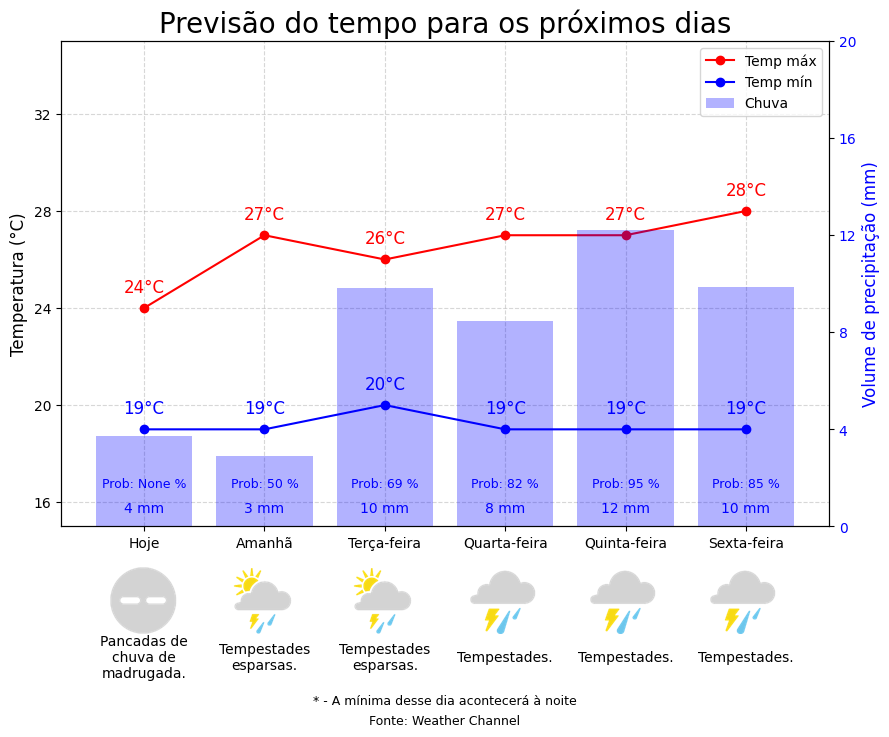 Previsão do tempo para os próximos dias
Temp máx
Temp mín
Chuva
Temperatura (°C)
32
28
24
20
16
Volume de precipitação (mm)
20
16
12
8
4
0
24°C
27°C
26°C
27°C
27°C
28°C
19°C
19°C
20°C
19°C
19°C
19°C
Prob: None %
Prob: 50 %
Prob: 69 %
Prob: 82 %
Prob: 95 %
Prob: 85 %
4 mm
3 mm
10 mm
8 mm
12 mm
10 mm
Hoje
Amanhã
Terça-feira
Quarta-feira
Quinta-feira
Sexta-feira
Pancadas de
chuva de
madrugada.
Tempestades
esparsas.
Tempestades
esparsas.
Tempestades.
Tempestades.
Tempestades.
* - A mínima desse dia acontecerá à noite
Fonte: Weather Channel